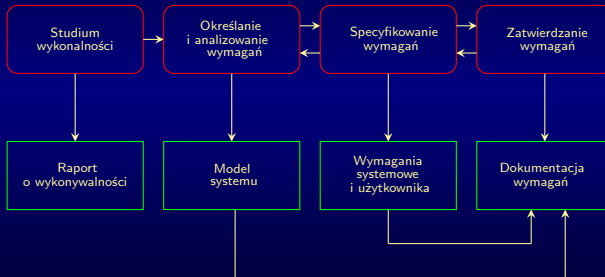 Studium
wykonalności
Określanie
i analizowanie
wymagań
Specyfikowanie
wymagań
Zatwierdzanie
wymagań
Raport
o wykonywalności
Model
systemu
Wymagania
systemowe
i użytkownika
Dokumentacja
wymagań